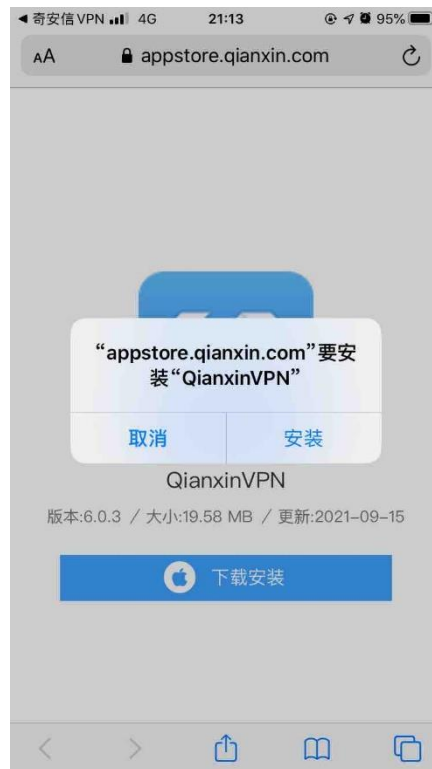 奇安信VPN 4G 21:13 95%
AA appstore.qianxin.com
“appstore.qianxin.com”要安
装“QianxinVPN”
取消 安装
QianxinVPN
版本:6.0.3 / 大小:19.58 MB / 更新:2021-09-15
下载安装